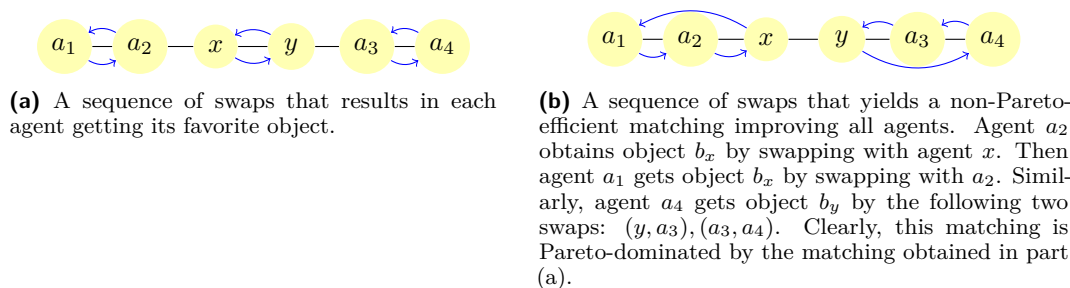 a1 a2 x y a3 a4
(a) A sequence of swaps that results in each
agent getting its favorite object.
a1 a2 x y a3 a4
(b) A sequence of swaps that yields a non-Pareto-
efficient matching improving all agents. Agent a2
obtains object bx by swapping with agent x. Then
agent a1 gets object bx by swapping with a2. Simil-
arly, agent a4 gets object by by the following two
swaps: (y, a3), (a3, a4). Clearly, this matching is
Pareto-dominated by the matching obtained in part
(a).